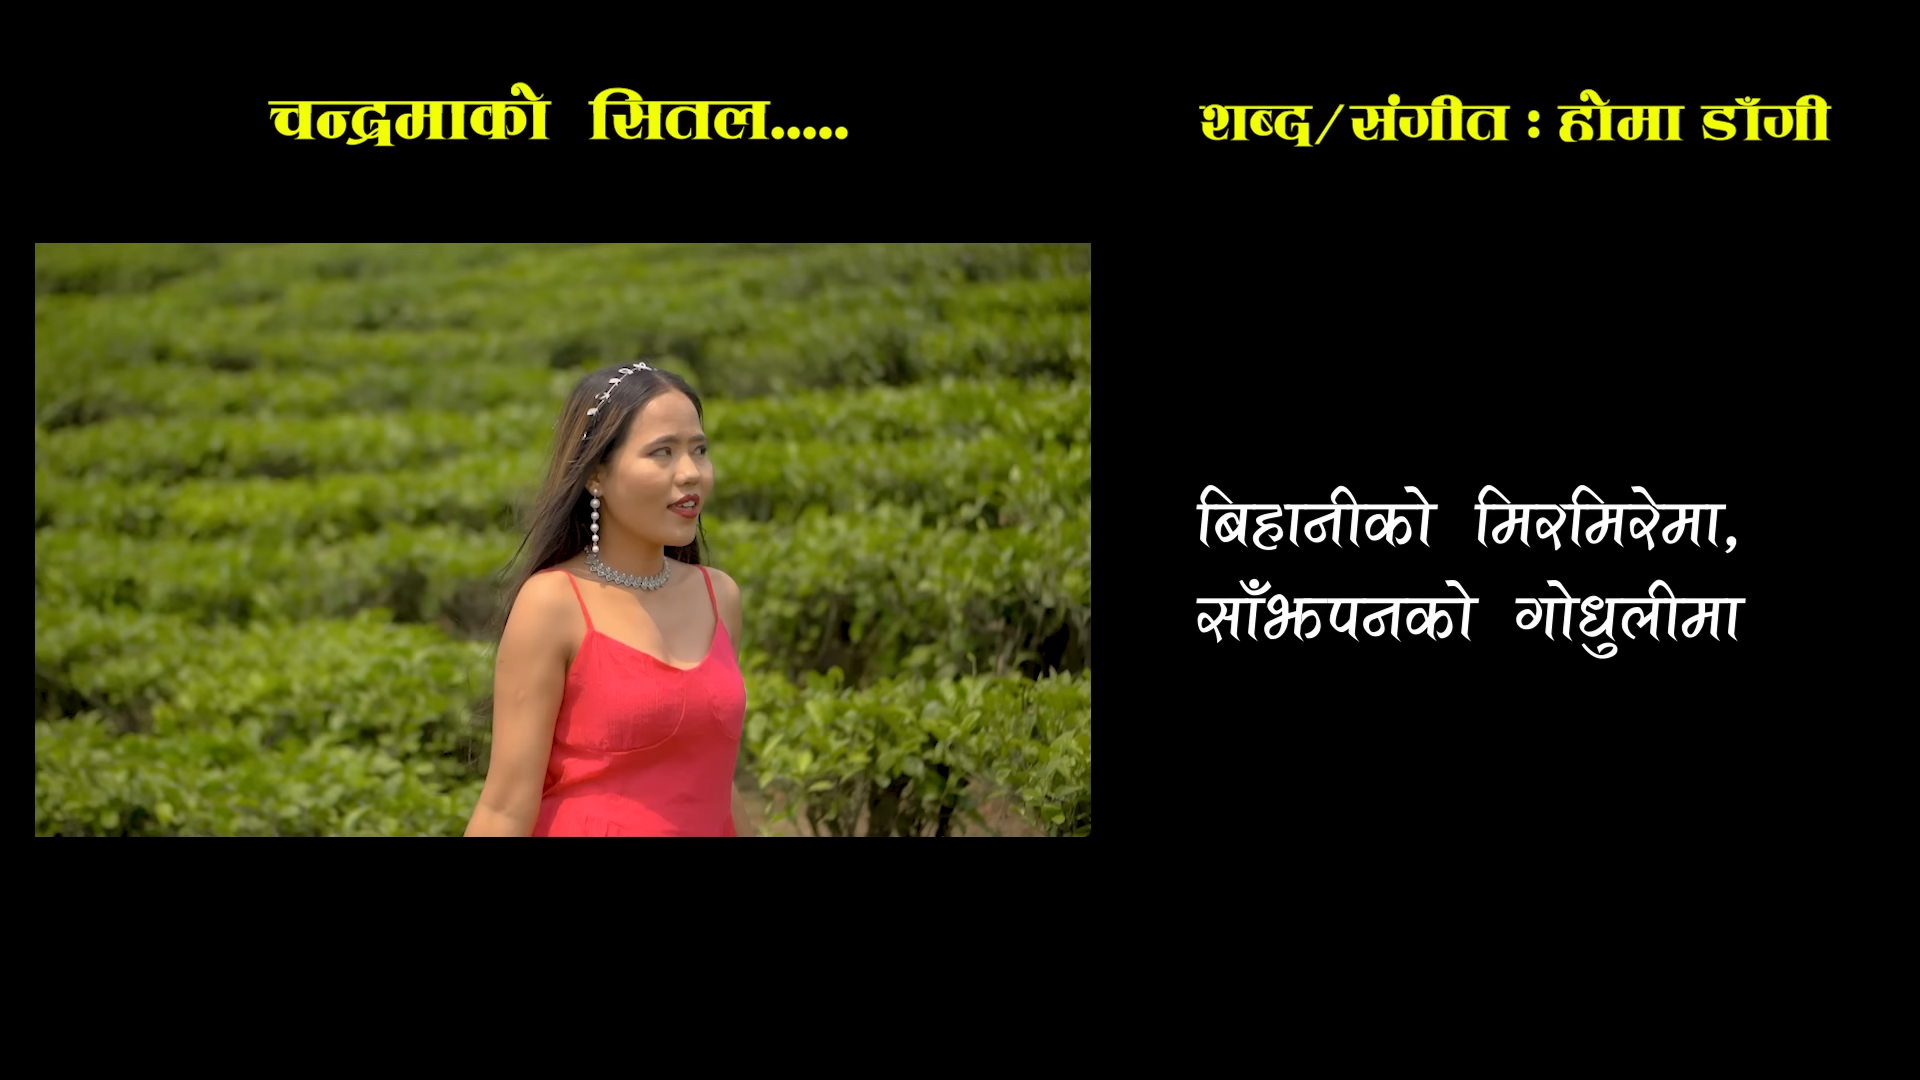 चन्द्रमाको सितल.....
शब्द/संगीत : होमा डाँगी
बिहानीको मिरमिरेमा,
साँझपनको गोधुलीमा